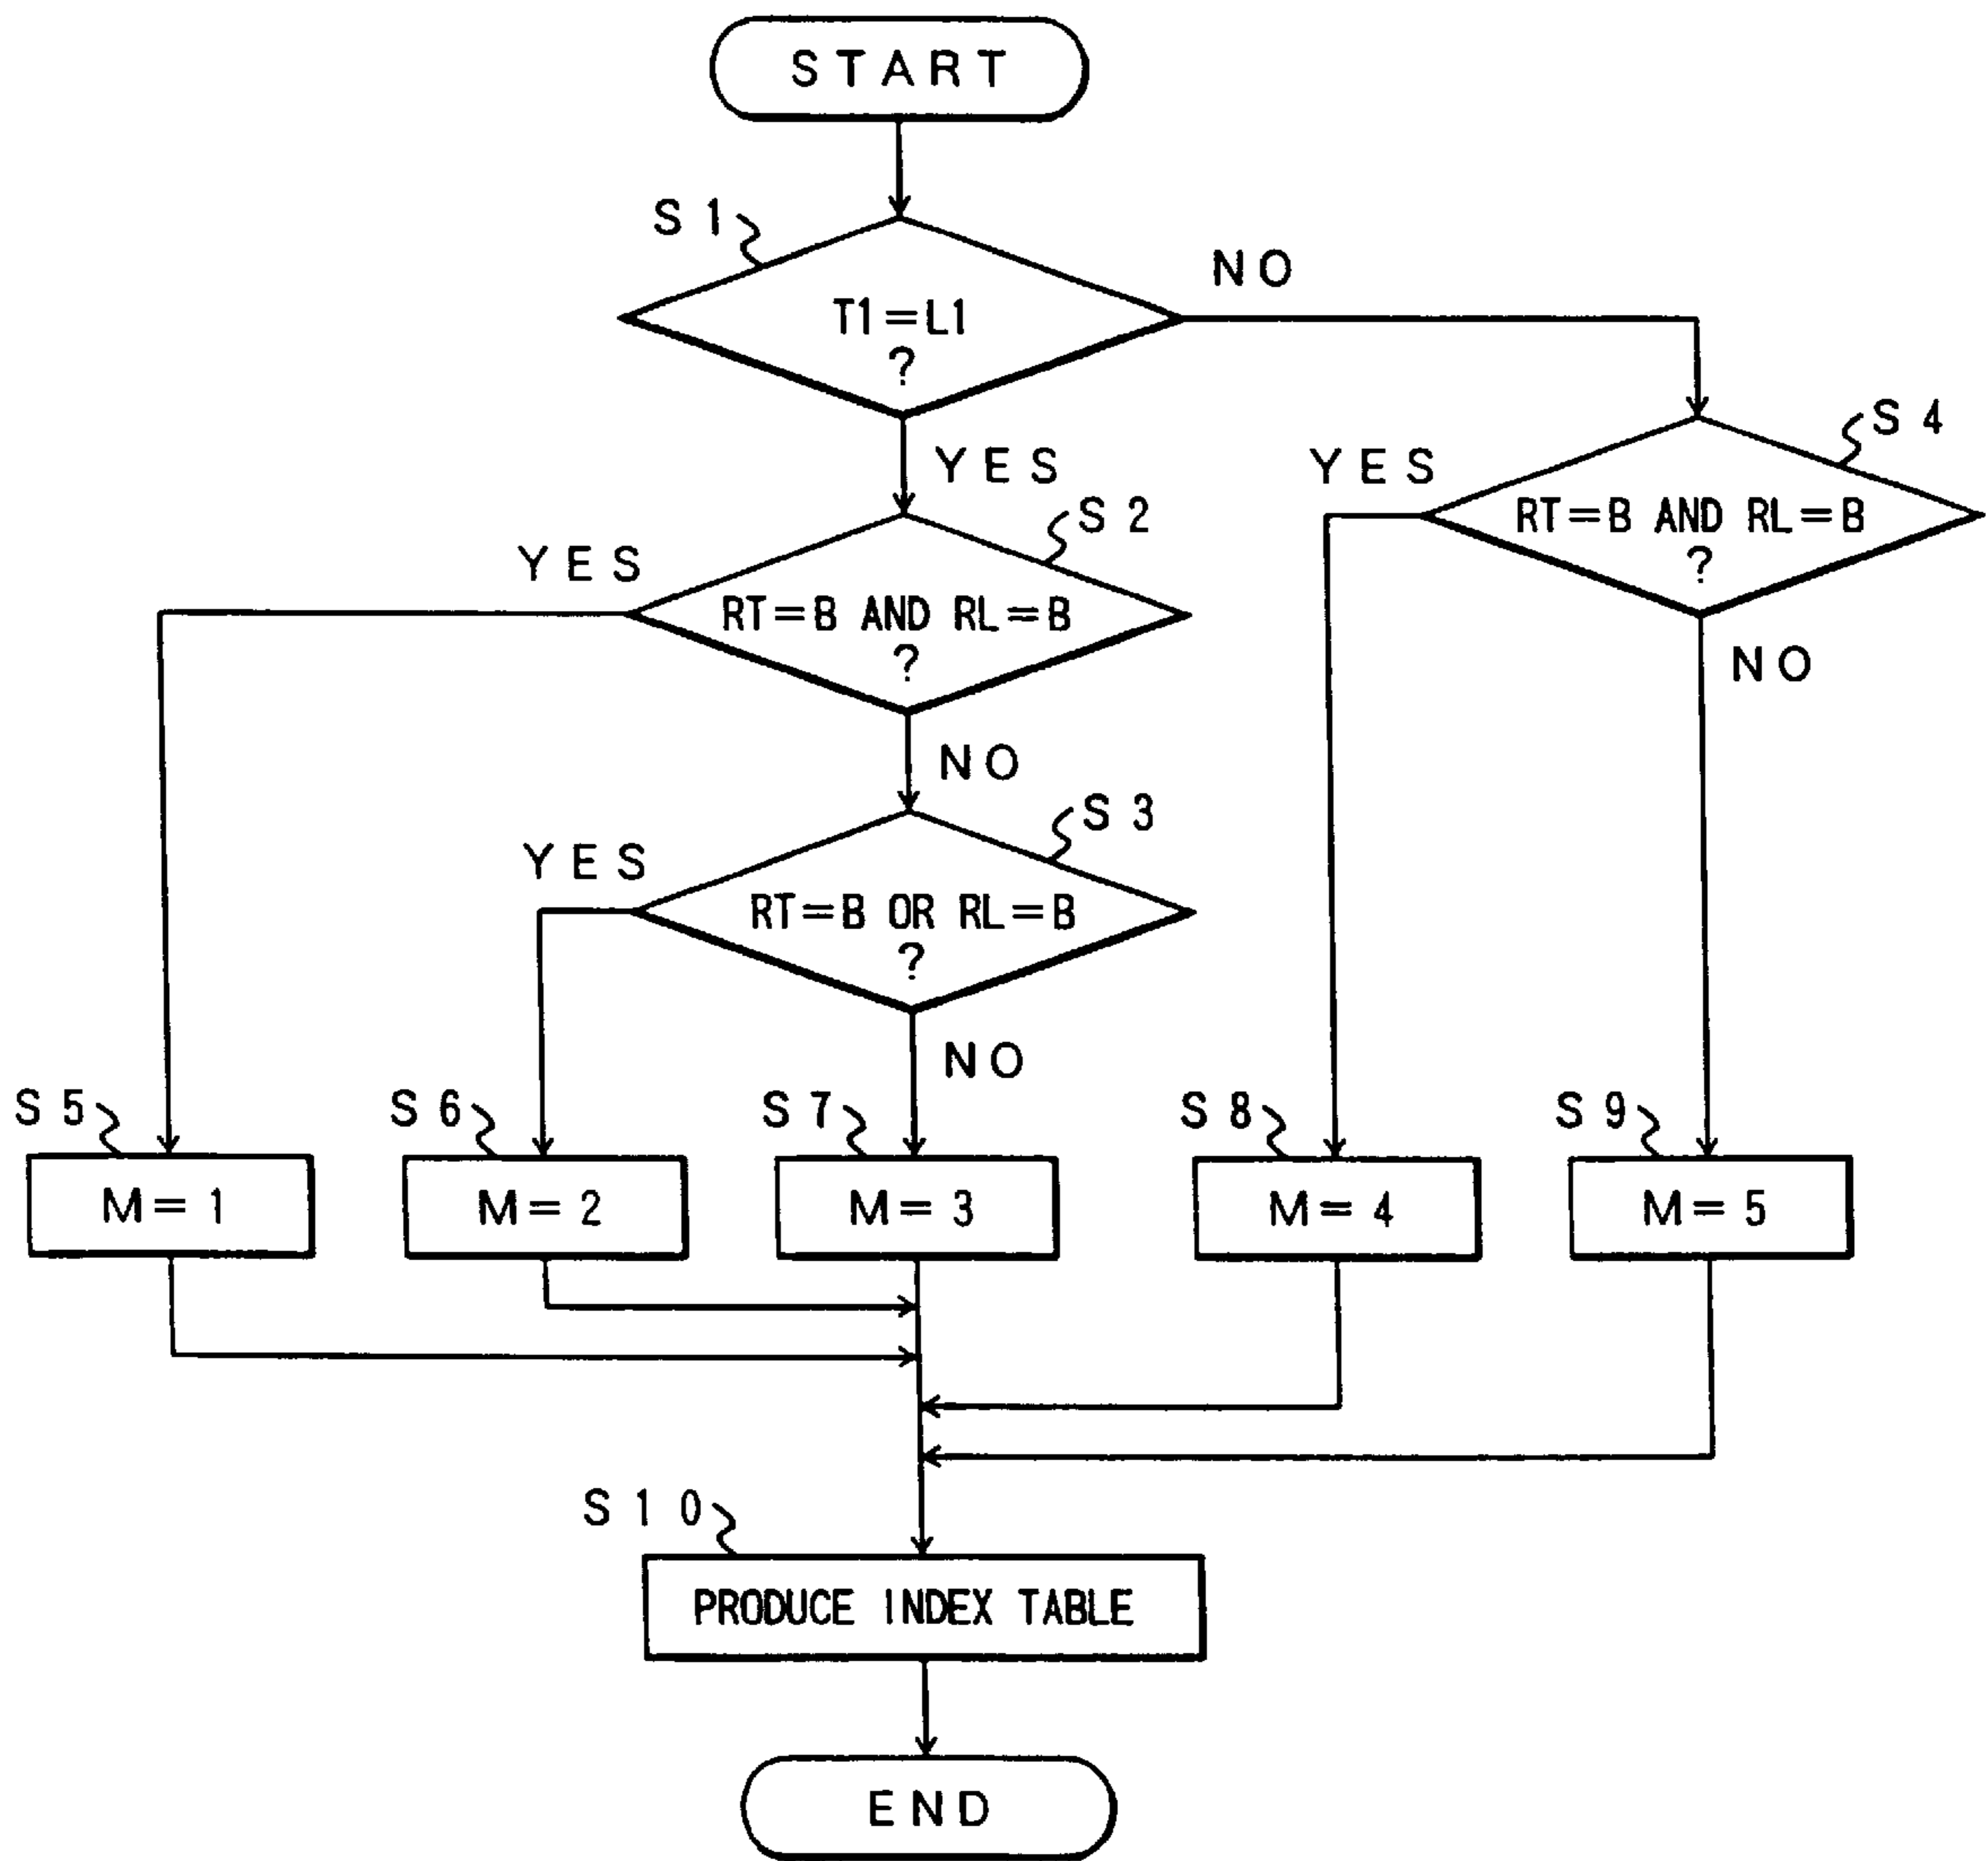 START
S1
NO
T1=L1
?
S4
YES
YES
RT=B AND RL=B
?
S2
YES
RT=B AND RL=B
?
NO
NO
S3
YES
RT=B OR RL=B
?
NO
S5
S6
S7
S8
S9
M=1
M=2
M=3
M=4
M=5
S10
PRODUCE INDEX TABLE
END